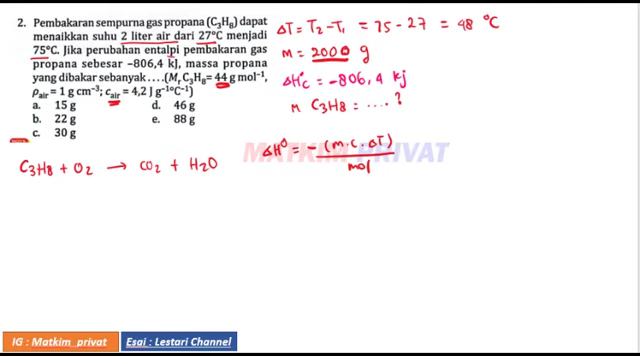 2. Pembakaran sempurna gas propana (C₃H₈) dapat
menaikkan suhu 2 liter air dari 27°C menjadi
75°C. Jika perubahan entalpi pembakaran gas
propana sebesar –806,4 kJ, massa propana
yang dibakar sebanyak .... (Mᵣ C₃H₈= 44 g mol⁻¹,
ρair = 1 g cm⁻³; cair = 4,2 J g⁻¹°C⁻¹)
a. 15 g
b. 22 g
c. 30 g
d. 46 g
e. 88 g
C₃H₈ + O₂ → CO₂ + H₂O
ΔT = T₂ – T₁ = 75 – 27 = 48 °C
m = 2000 g
ΔH°c = –806,4 kj
m C₃H₈ = .... ?
ΔH° = – (m.c.ΔT)
mol
MATKIM PRIVAT
IG : Matkim_privat
Esai : Lestari Channel